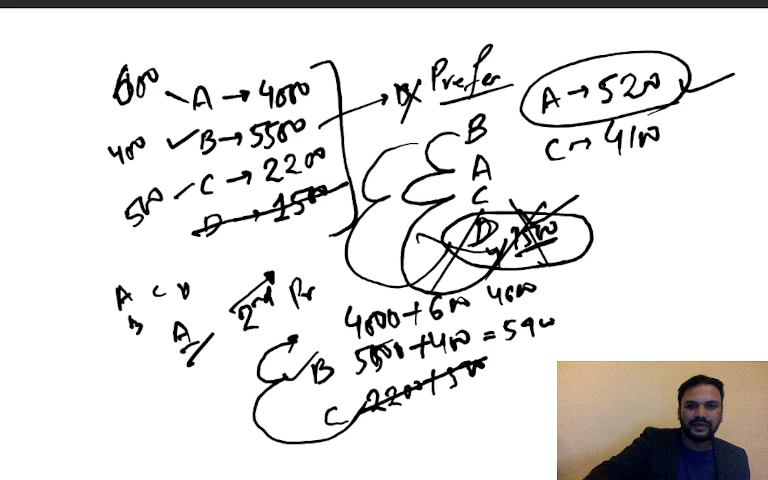 600 A → 4000
400 ✓ B → 5500
500 C → 2200
D → 1500
Prefer
B
A
C
D 1500
A → 5200
C → 4100
A C D
B
A
2nd Pr
4000 + 600 4600
5500 + 400 = 5900
2200 + 500
B
C